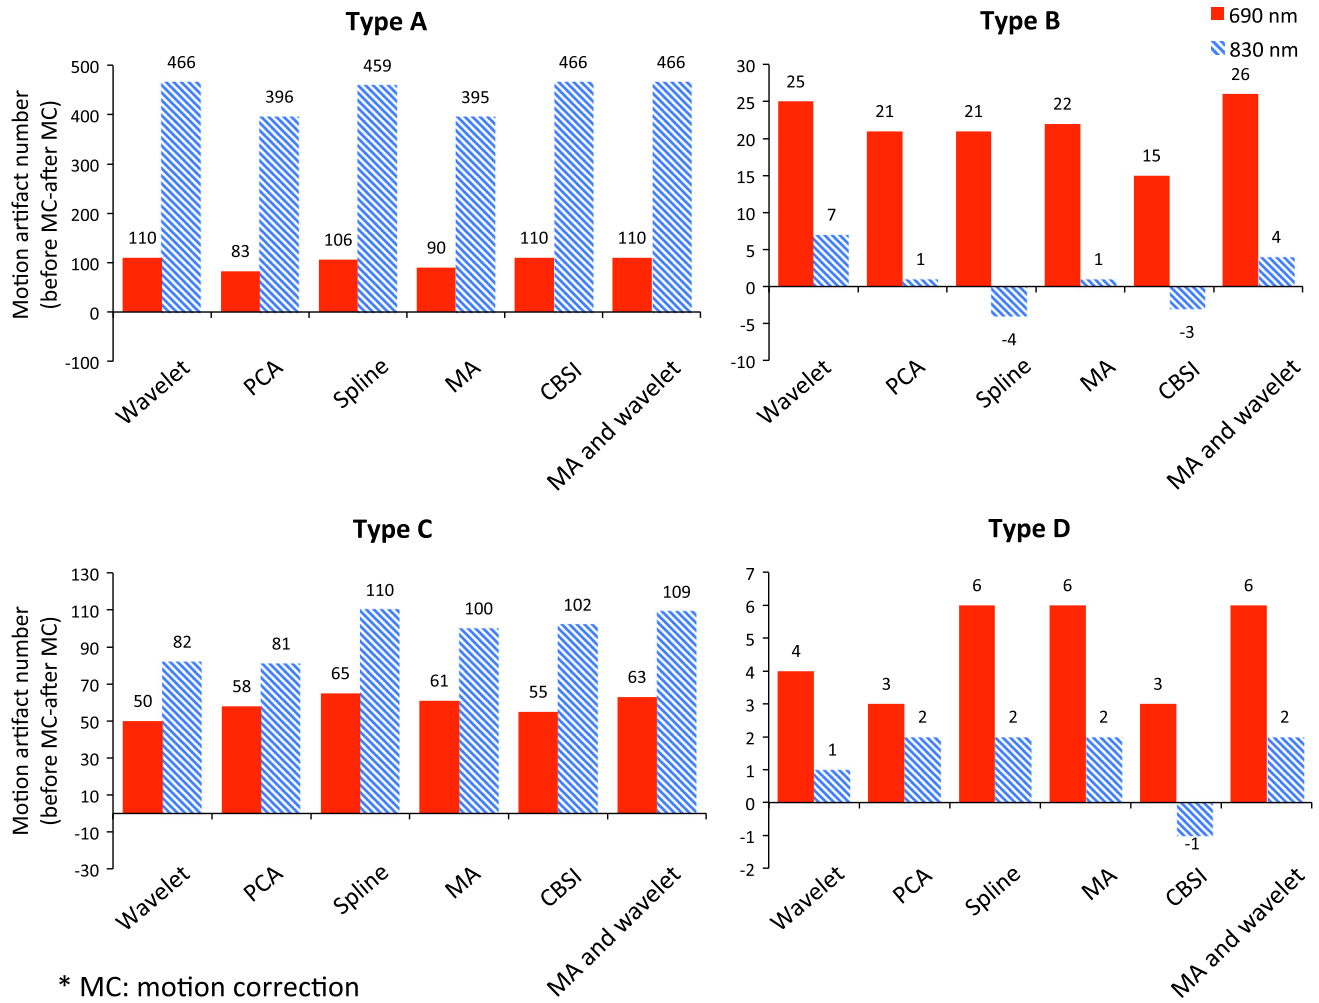 Type A
Motion artifact number
(before MC-after MC)
500
400
300
200
100
0
-100
110
466
83
396
106
459
90
395
110
466
110
466
Wavelet
PCA
Spline
MA
CBSI
MA and wavelet
Type B
690 nm
830 nm
30
25
20
15
10
5
0
-5
-10
25
7
21
1
21
-4
22
1
15
-3
26
4
Wavelet
PCA
Spline
MA
CBSI
MA and wavelet
Type C
Motion artifact number
(before MC-after MC)
130
110
90
70
50
30
10
-10
-30
50
82
58
81
65
110
61
100
55
102
63
109
Wavelet
PCA
Spline
MA
CBSI
MA and wavelet
Type D
7
6
5
4
3
2
1
0
-1
-2
4
1
3
2
6
2
6
2
3
-1
6
2
Wavelet
PCA
Spline
MA
CBSI
MA and wavelet
* MC: motion correction